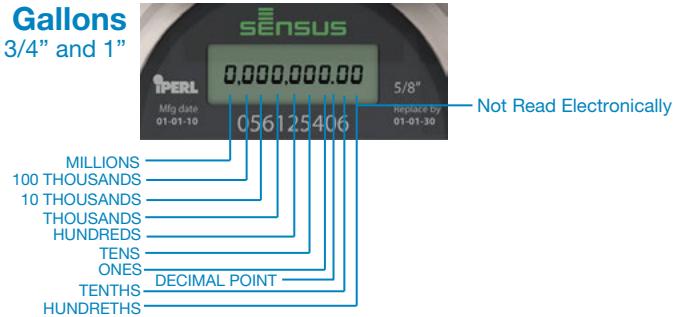 Gallons
3/4” and 1”
sensus
0,000,000.00
iPERL
5/8”
Mfg date
01-01-10
056125406
Replace by
01-01-30
Not Read Electronically
MILLIONS
100 THOUSANDS
10 THOUSANDS
THOUSANDS
HUNDREDS
TENS
ONES
DECIMAL POINT
TENTHS
HUNDRETHS